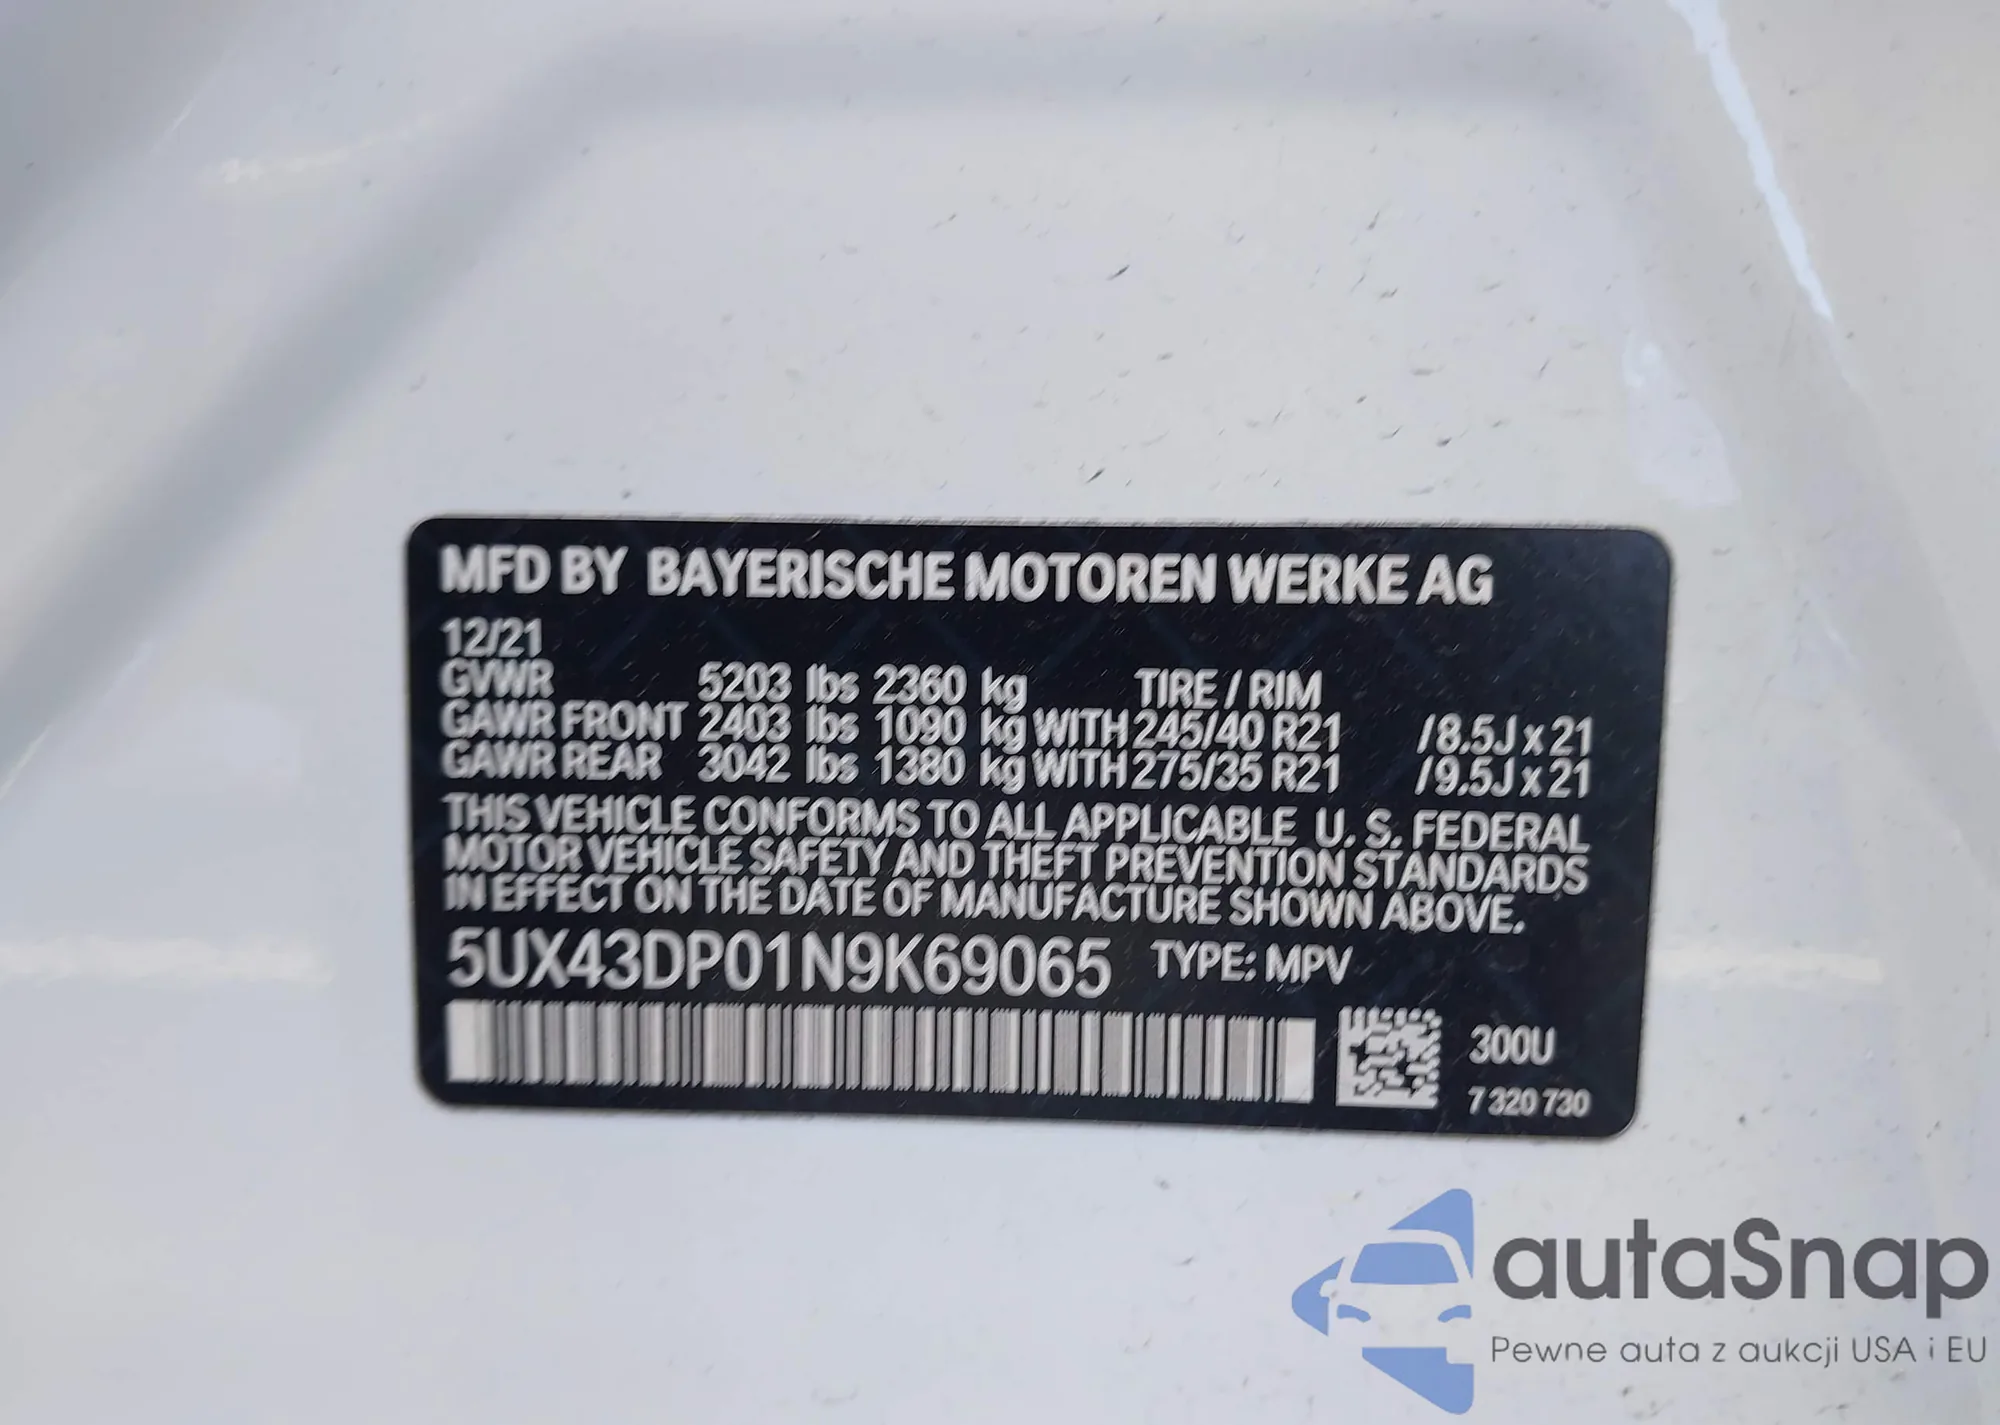 MFD BY BAYERISCHE MOTOREN WERKE AG
12/21
GVWR 5203 lbs 2360 kg TIRE / RIM
GAWR FRONT 2403 lbs 1090 kg WITH 245/40 R21 /8.5J x 21
GAWR REAR 3042 lbs 1380 kg WITH 275/35 R21 /9.5J x 21
THIS VEHICLE CONFORMS TO ALL APPLICABLE U. S. FEDERAL
MOTOR VEHICLE SAFETY AND THEFT PREVENTION STANDARDS
IN EFFECT ON THE DATE OF MANUFACTURE SHOWN ABOVE.
5UX43DP01N9K69065 TYPE: MPV
300U
7 320 730
autaSnap
Pewne auta z aukcji USA i EU